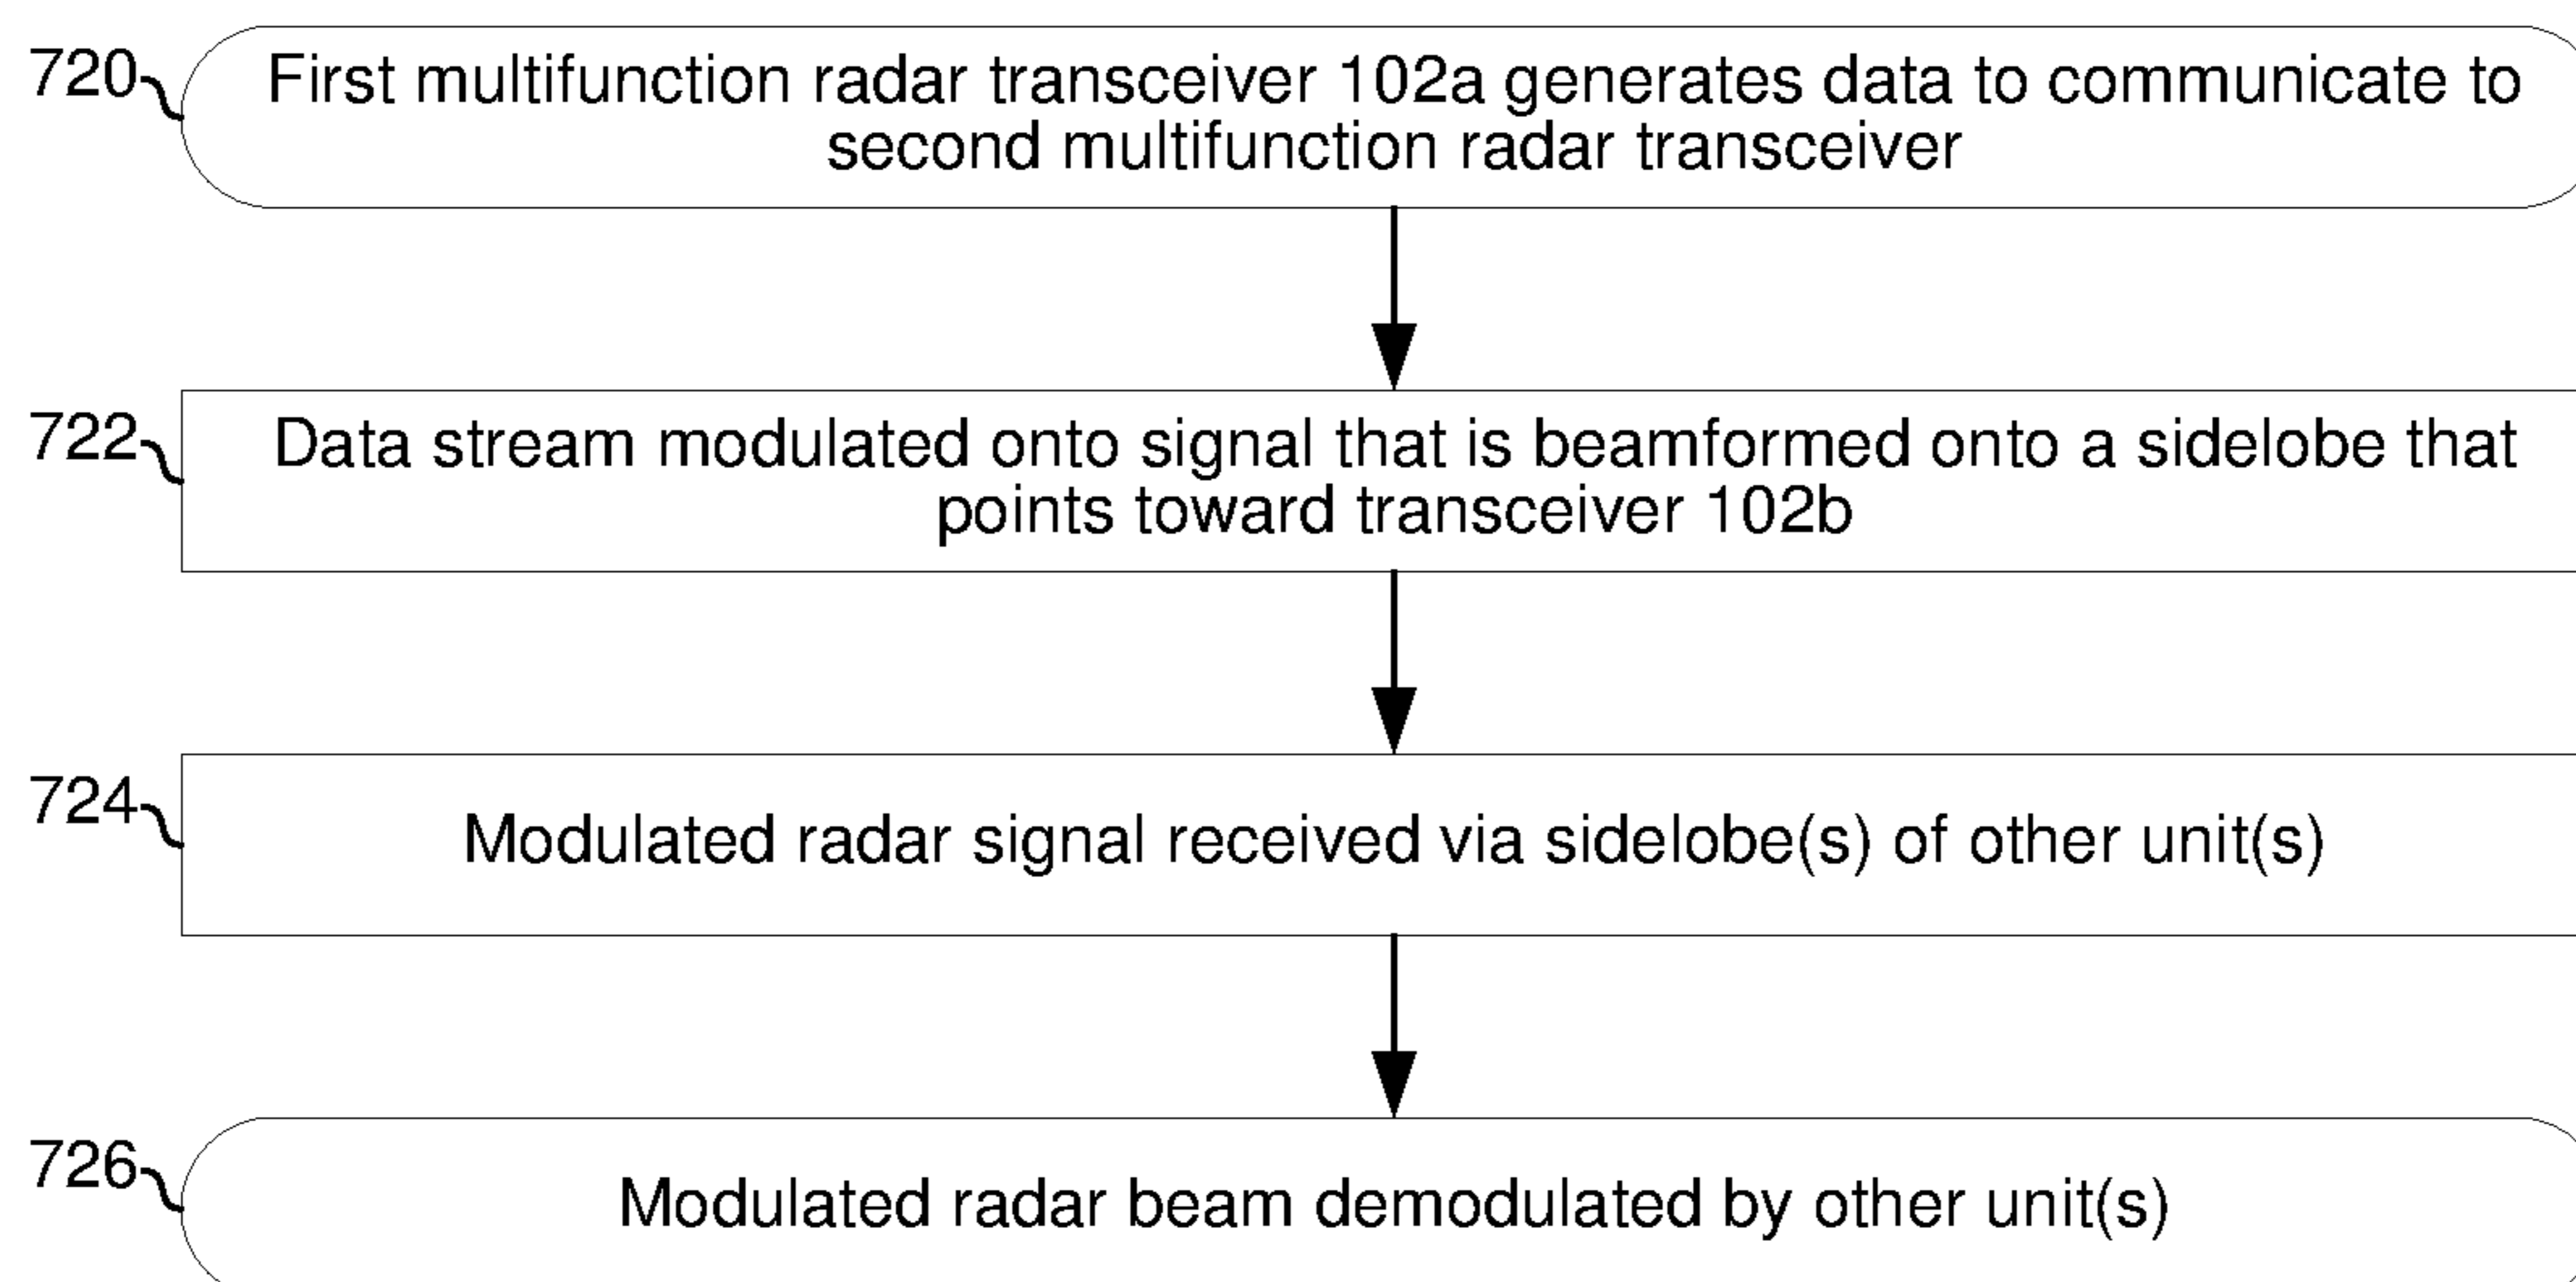 720
First multifunction radar transceiver 102a generates data to communicate to
second multifunction radar transceiver
722
Data stream modulated onto signal that is beamformed onto a sidelobe that
points toward transceiver 102b
724
Modulated radar signal received via sidelobe(s) of other unit(s)
726
Modulated radar beam demodulated by other unit(s)